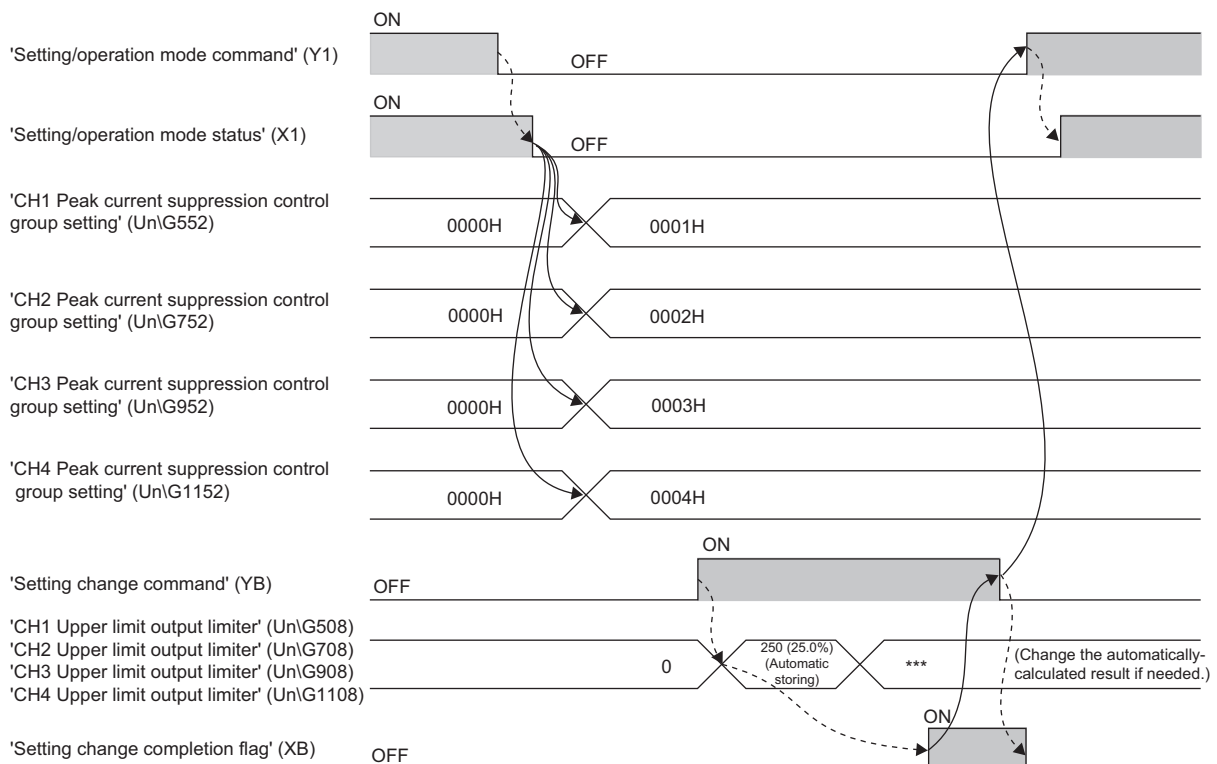 ON
'Setting/operation mode command' (Y1)
OFF
ON
'Setting/operation mode status' (X1)
OFF
'CH1 Peak current suppression control
group setting' (Un\G552)
0000H
0001H
'CH2 Peak current suppression control
group setting' (Un\G752)
0000H
0002H
'CH3 Peak current suppression control
group setting' (Un\G952)
0000H
0003H
'CH4 Peak current suppression control
group setting' (Un\G1152)
0000H
0004H
ON
'Setting change command' (YB)
OFF
'CH1 Upper limit output limiter' (Un\G508)
'CH2 Upper limit output limiter' (Un\G708)
'CH3 Upper limit output limiter' (Un\G908)
'CH4 Upper limit output limiter' (Un\G1108)
0
250 (25.0%)
(Automatic
storing)
***
(Change the automatically-
calculated result if needed.)
ON
'Setting change completion flag' (XB)
OFF